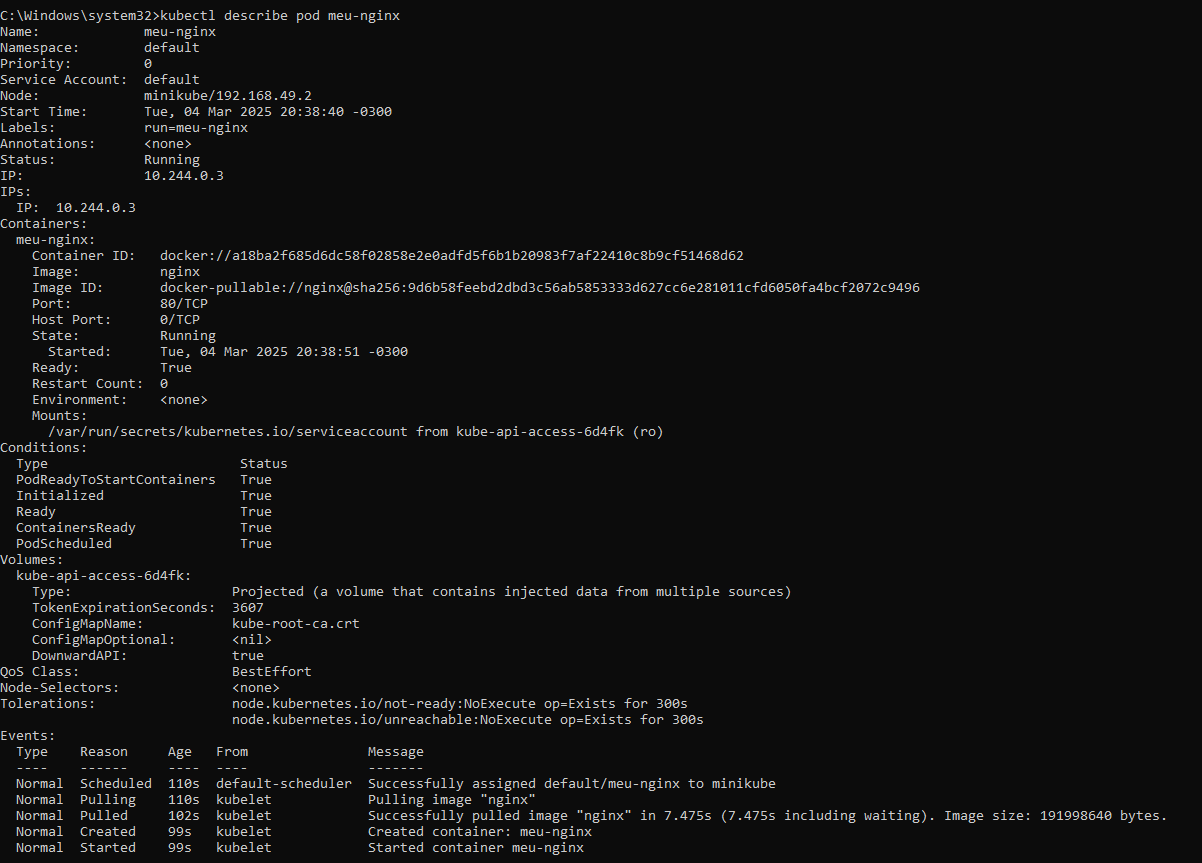 C:\Windows\system32>kubectl describe pod meu-nginx
Name:             meu-nginx
Namespace:        default
Priority:         0
Service Account:  default
Node:             minikube/192.168.49.2
Start Time:       Tue, 04 Mar 2025 20:38:40 -0300
Labels:           run=meu-nginx
Annotations:      <none>
Status:           Running
IP:               10.244.0.3
IPs:
  IP:  10.244.0.3
Containers:
  meu-nginx:
    Container ID:   docker://a18ba2f685d6dc58f02858e2e0adfd5f6b1b20983f7af22410c8b9cf51468d62
    Image:          nginx
    Image ID:       docker-pullable://nginx@sha256:9d6b58feebd2dbd3c56ab5853333d627cc6e281011cfd6050fa4bcf2072c9496
    Port:           80/TCP
    Host Port:      0/TCP
    State:          Running
      Started:      Tue, 04 Mar 2025 20:38:51 -0300
    Ready:          True
    Restart Count:  0
    Environment:    <none>
    Mounts:
      /var/run/secrets/kubernetes.io/serviceaccount from kube-api-access-6d4fk (ro)
Conditions:
  Type                        Status
  PodReadyToStartContainers   True
  Initialized                 True
  Ready                       True
  ContainersReady             True
  PodScheduled                True
Volumes:
  kube-api-access-6d4fk:
    Type:                    Projected (a volume that contains injected data from multiple sources)
    TokenExpirationSeconds:  3607
    ConfigMapName:           kube-root-ca.crt
    ConfigMapOptional:       <nil>
    DownwardAPI:             true
QoS Class:                   BestEffort
Node-Selectors:              <none>
Tolerations:                 node.kubernetes.io/not-ready:NoExecute op=Exists for 300s
                             node.kubernetes.io/unreachable:NoExecute op=Exists for 300s
Events:
  Type    Reason     Age   From               Message
  ----    ------     ----  ----               -------
  Normal  Scheduled  110s  default-scheduler  Successfully assigned default/meu-nginx to minikube
  Normal  Pulling    110s  kubelet            Pulling image "nginx"
  Normal  Pulled     102s  kubelet            Successfully pulled image "nginx" in 7.475s (7.475s including waiting). Image size: 191998640 bytes.
  Normal  Created    99s   kubelet            Created container: meu-nginx
  Normal  Started    99s   kubelet            Started container meu-nginx